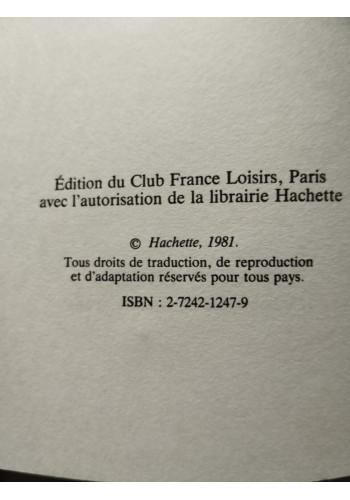 Édition du Club France Loisirs, Paris
avec l'autorisation de la librairie Hachette
© Hachette, 1981.
Tous droits de traduction, de reproduction
et d'adaptation réservés pour tous pays.
ISBN : 2-7242-1247-9